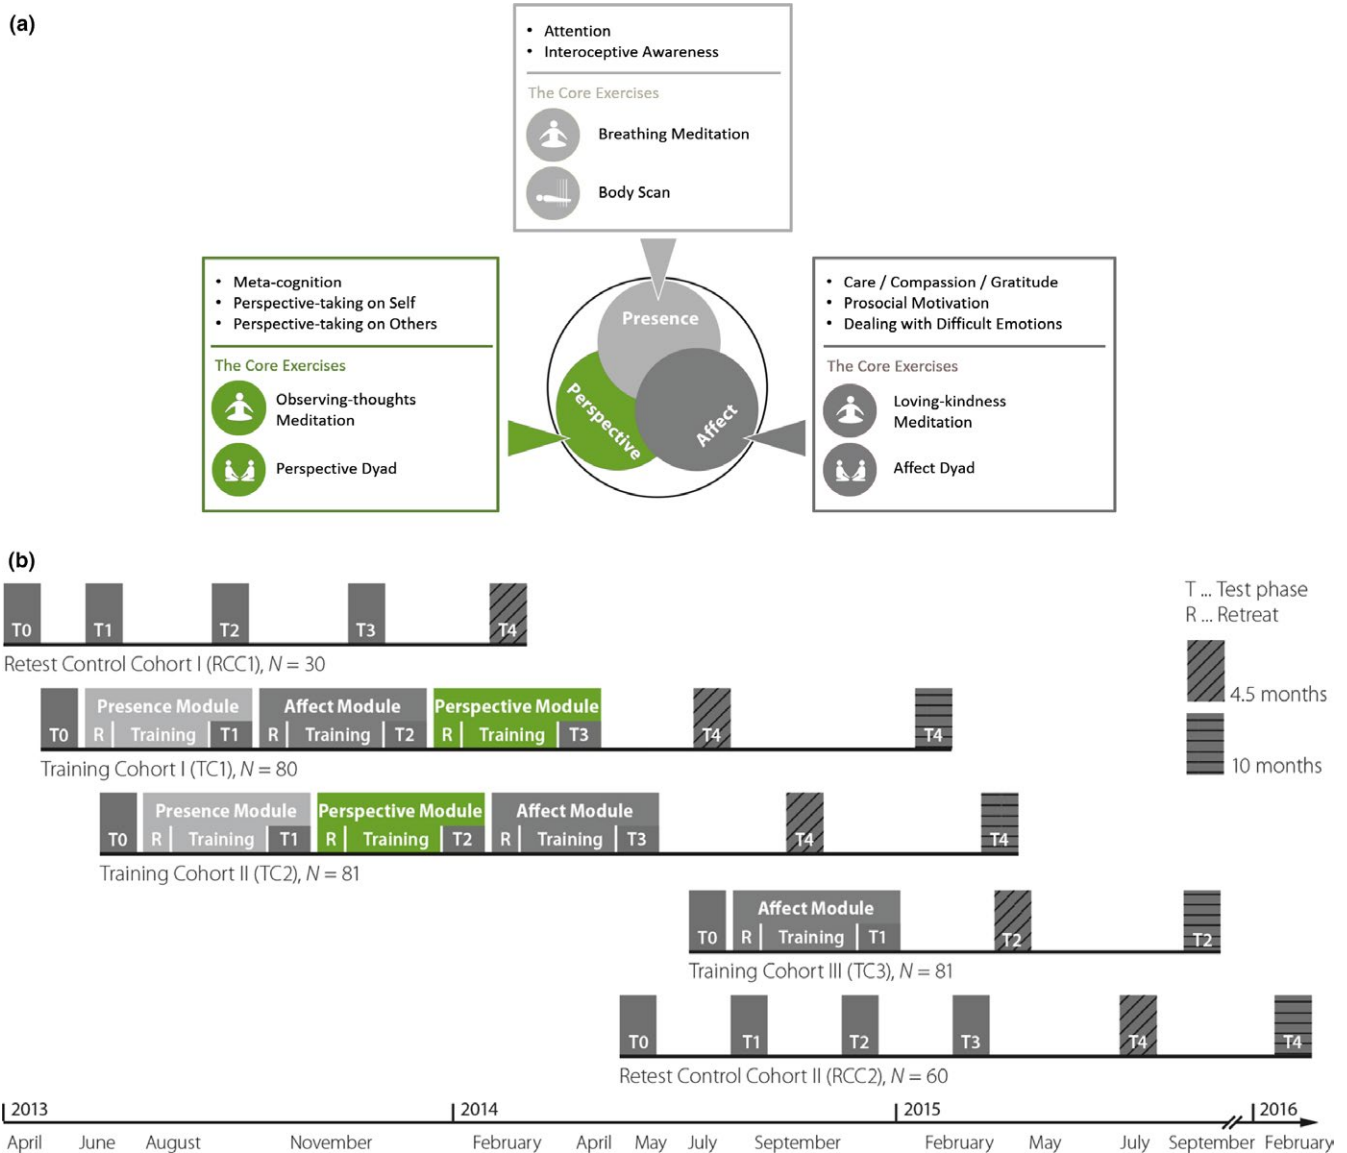 (a)
• Attention
• Interoceptive Awareness
The Core Exercises
Breathing Meditation
Body Scan
• Meta-cognition
• Perspective-taking on Self
• Perspective-taking on Others
The Core Exercises
Observing-thoughts
Meditation
Perspective Dyad
Presence
Perspective
Affect
• Care / Compassion / Gratitude
• Prosocial Motivation
• Dealing with Difficult Emotions
The Core Exercises
Loving-kindness
Meditation
Affect Dyad
(b)
T0 T1 T2 T3 T4
Retest Control Cohort I (RCC1), N = 30
T ... Test phase
R ... Retreat
4.5 months
10 months
Presence Module Affect Module Perspective Module
T0 R Training T1 R Training T2 R Training T3 T4 T4
Training Cohort I (TC1), N = 80
Presence Module Perspective Module Affect Module
T0 R Training T1 R Training T2 R Training T3 T4 T4
Training Cohort II (TC2), N = 81
Affect Module
T0 R Training T1 T2 T2
Training Cohort III (TC3), N = 81
T0 T1 T2 T3 T4 T4
Retest Control Cohort II (RCC2), N = 60
2013 2014 2015 2016
April June August November February April May July September February May July September February